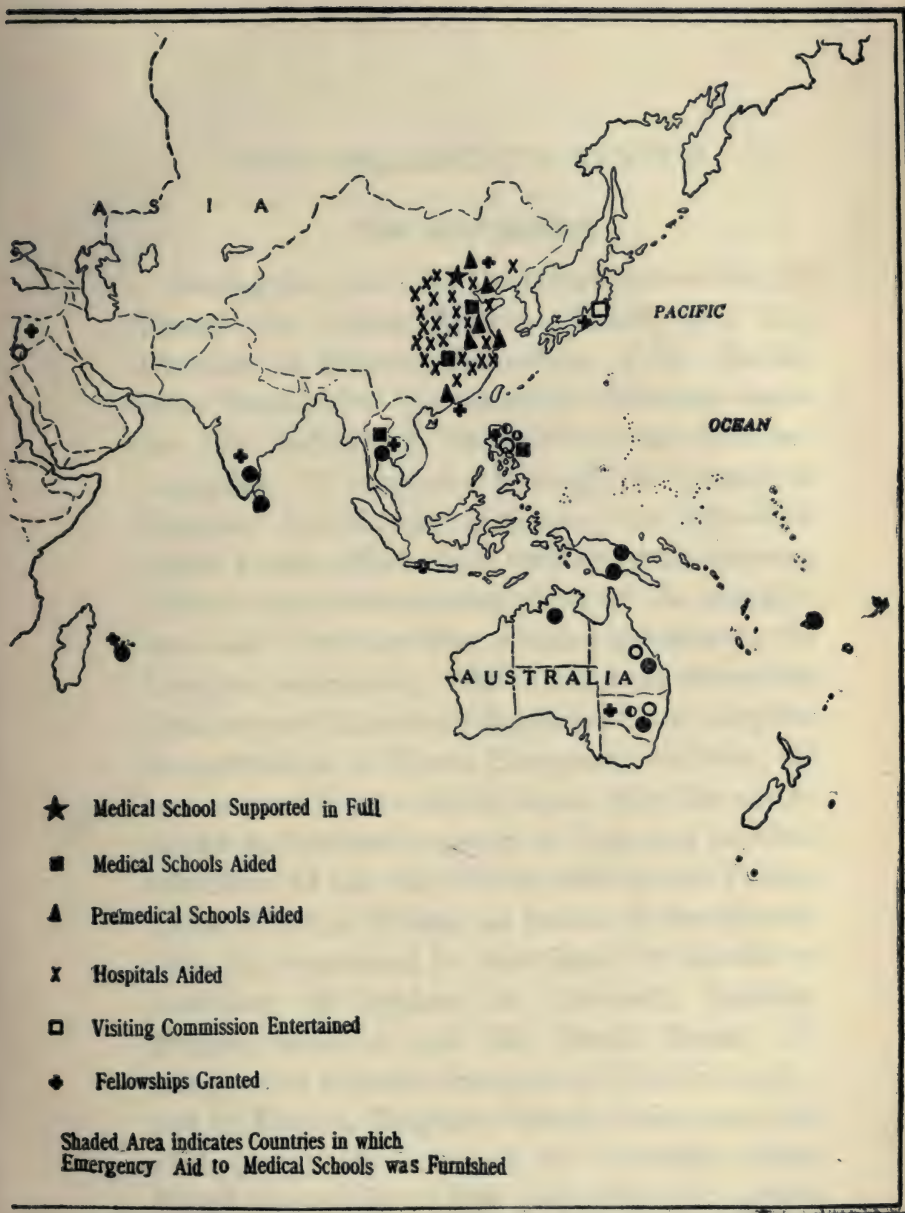 A S I A
PACIFIC
OCEAN
AUSTRALIA
Medical School Supported in Full
Medical Schools Aided
Premedical Schools Aided
X Hospitals Aided
Visiting Commission Entertained
Fellowships Granted
Shaded Area indicates Countries in which
Emergency Aid to Medical Schools was Furnished